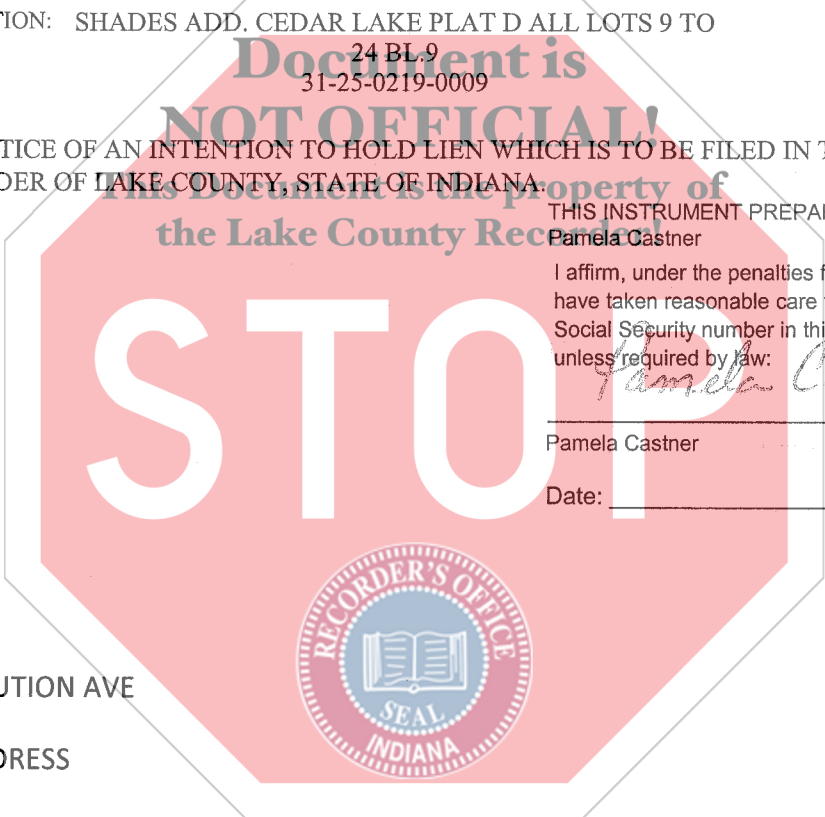 TION: SHADES ADD. CEDAR LAKE PLAT D ALL LOTS 9 TO
24 BL.9
31-25-0219-0009
Document is
NOT OFFICIAL!
This Document is the property of
the Lake County Recorder!
TICE OF AN INTENTION TO HOLD LIEN WHICH IS TO BE FILED IN T
DER OF LAKE COUNTY, STATE OF INDIANA.
THIS INSTRUMENT PREPA
Pamela Castner
I affirm, under the penalties f
have taken reasonable care
Social Security number in thi
unless required by law:
Pamela C
Pamela Castner
Date:
STOP
RECORDER'S OFFICE
SEAL
INDIANA
UTION AVE
DRESS